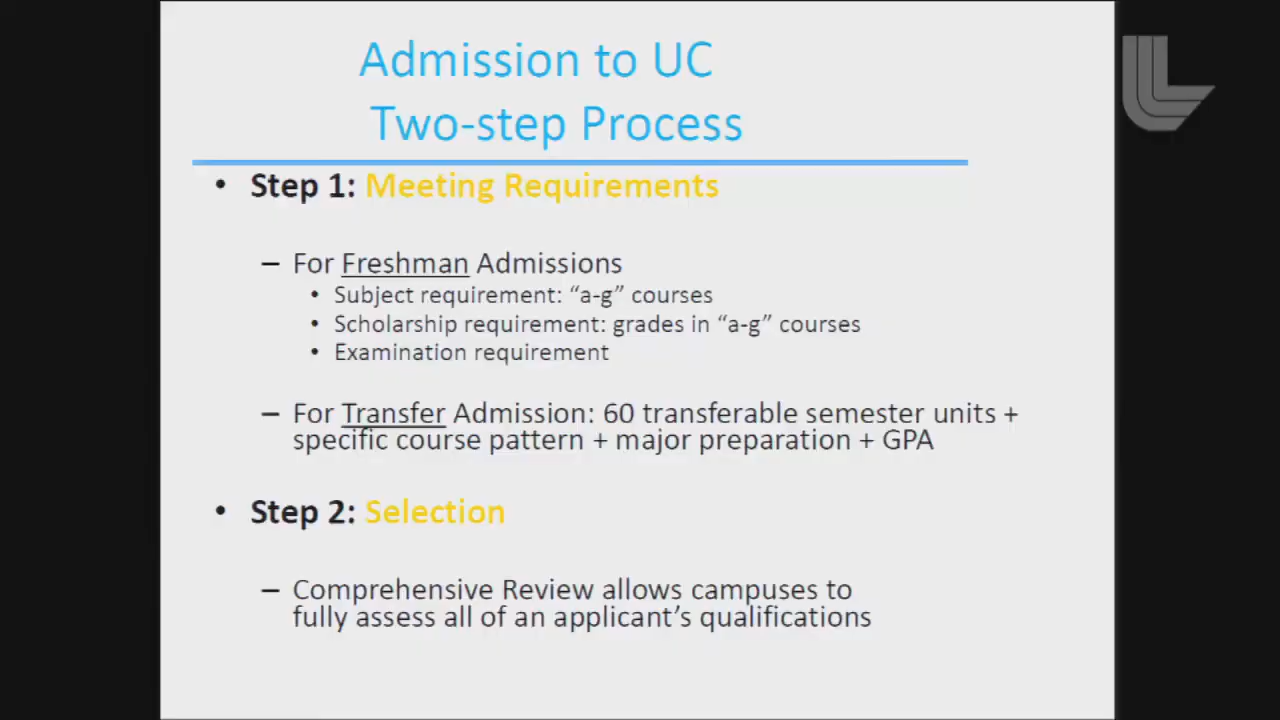 Admission to UC
Two-step Process
• Step 1: Meeting Requirements
– For Freshman Admissions
• Subject requirement: “a-g” courses
• Scholarship requirement: grades in “a-g” courses
• Examination requirement
– For Transfer Admission: 60 transferable semester units +
specific course pattern + major preparation + GPA
• Step 2: Selection
– Comprehensive Review allows campuses to
fully assess all of an applicant’s qualifications